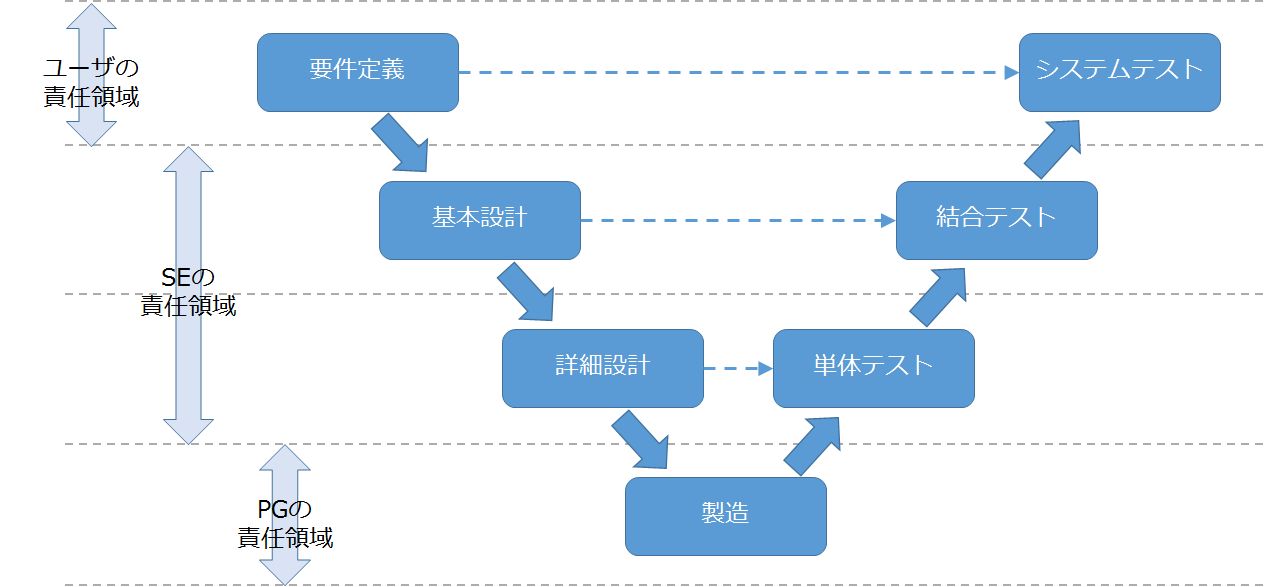 ユーザの
責任領域
要件定義
システムテスト
基本設計
結合テスト
SEの
責任領域
詳細設計
単体テスト
PGの
責任領域
製造